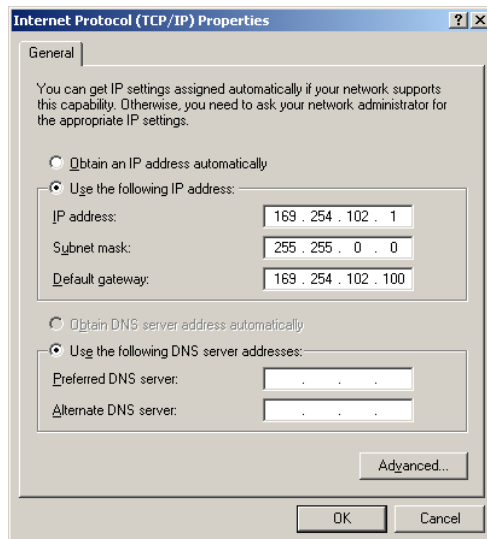 Internet Protocol (TCP/IP) Properties
General
You can get IP settings assigned automatically if your network supports
this capability. Otherwise, you need to ask your network administrator for
the appropriate IP settings.
Obtain an IP address automatically
Use the following IP address:
IP address: 169 . 254 . 102 . 1
Subnet mask: 255 . 255 . 0 . 0
Default gateway: 169 . 254 . 102 . 100
Obtain DNS server address automatically
Use the following DNS server addresses:
Preferred DNS server: . . .
Alternate DNS server: . . .
Advanced...
OK Cancel